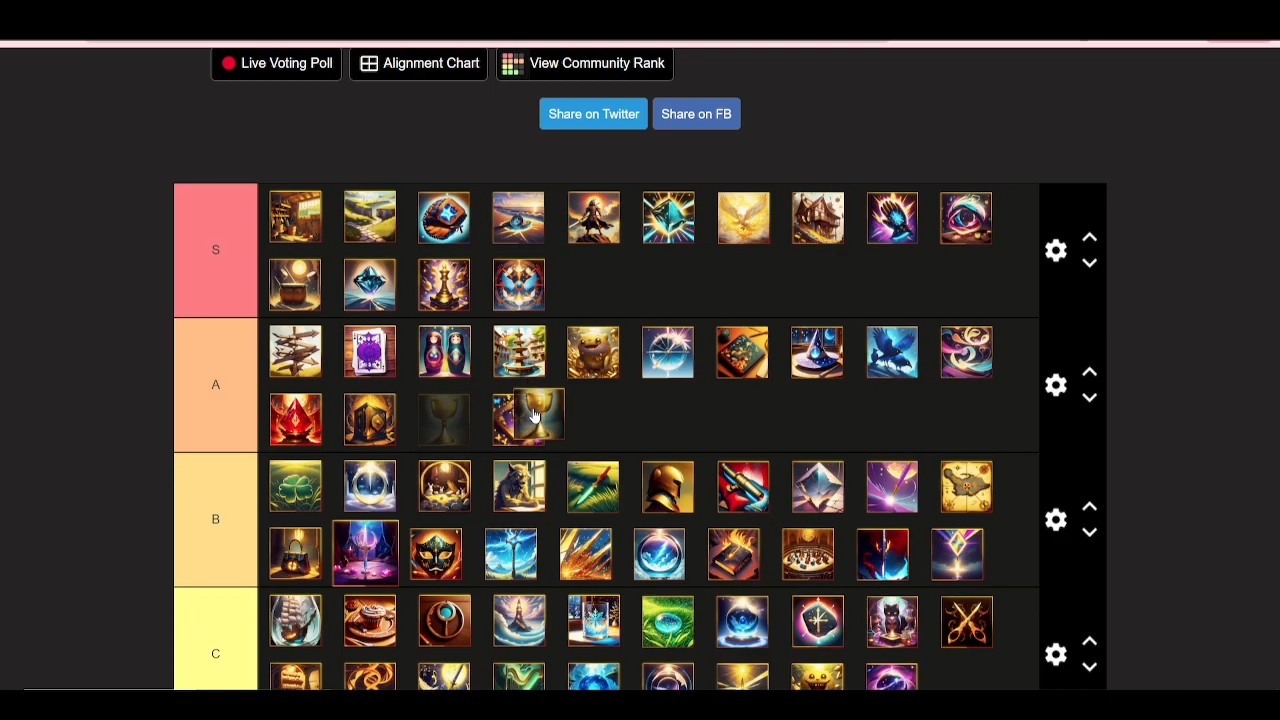 Live Voting Poll
Alignment Chart
View Community Rank
Share on Twitter
Share on FB
S
A
B
C